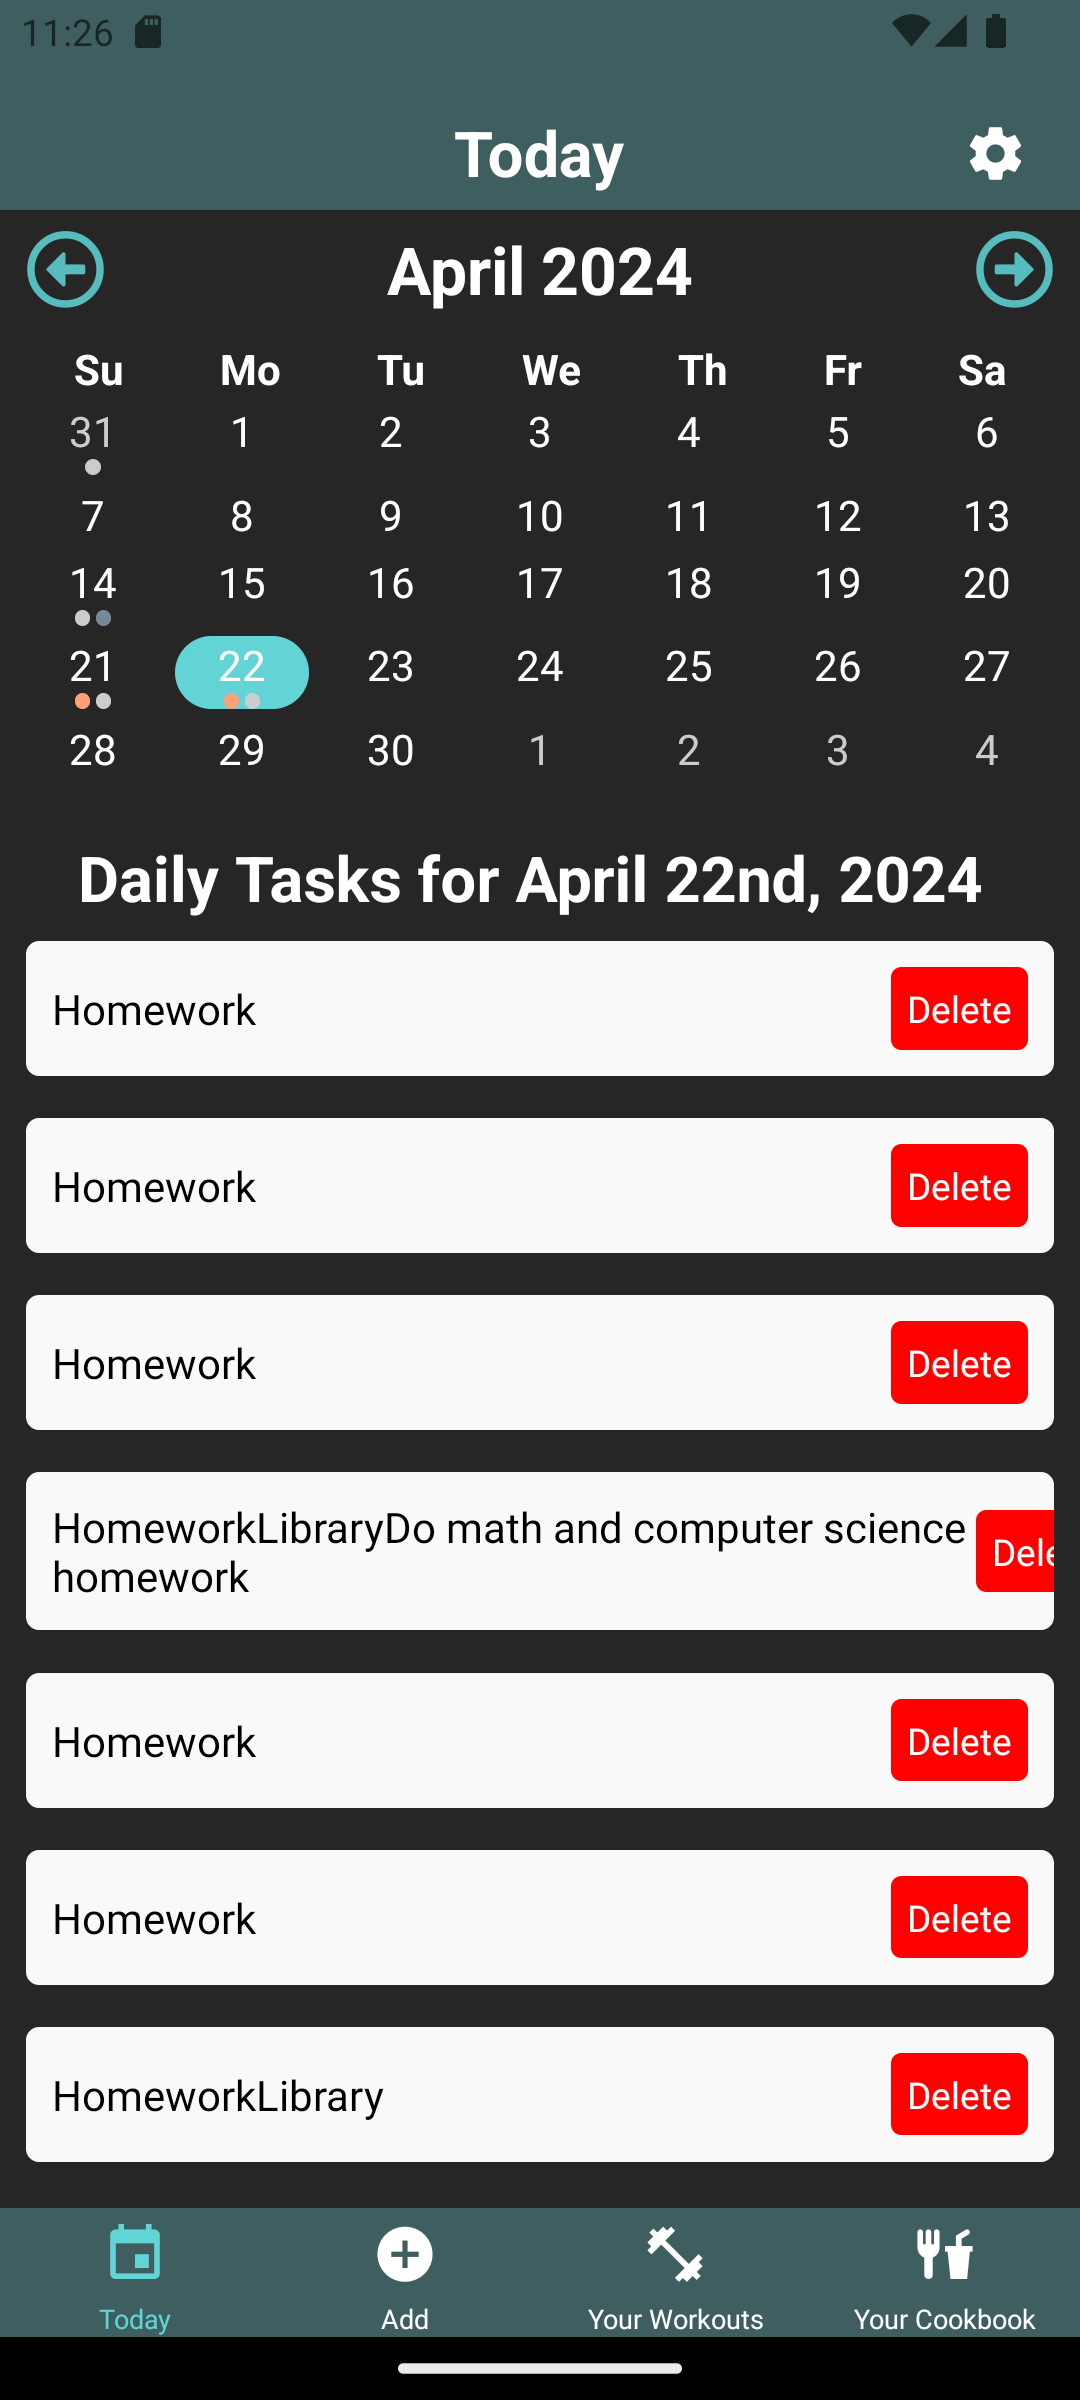 11:26
Today
April 2024
Su Mo Tu We Th Fr Sa
31 1 2 3 4 5 6
7 8 9 10 11 12 13
14 15 16 17 18 19 20
21 22 23 24 25 26 27
28 29 30 1 2 3 4
Daily Tasks for April 22nd, 2024
Homework Delete
Homework Delete
Homework Delete
HomeworkLibraryDo math and computer science Dele
homework
Homework Delete
Homework Delete
HomeworkLibrary Delete
Today Add Your Workouts Your Cookbook